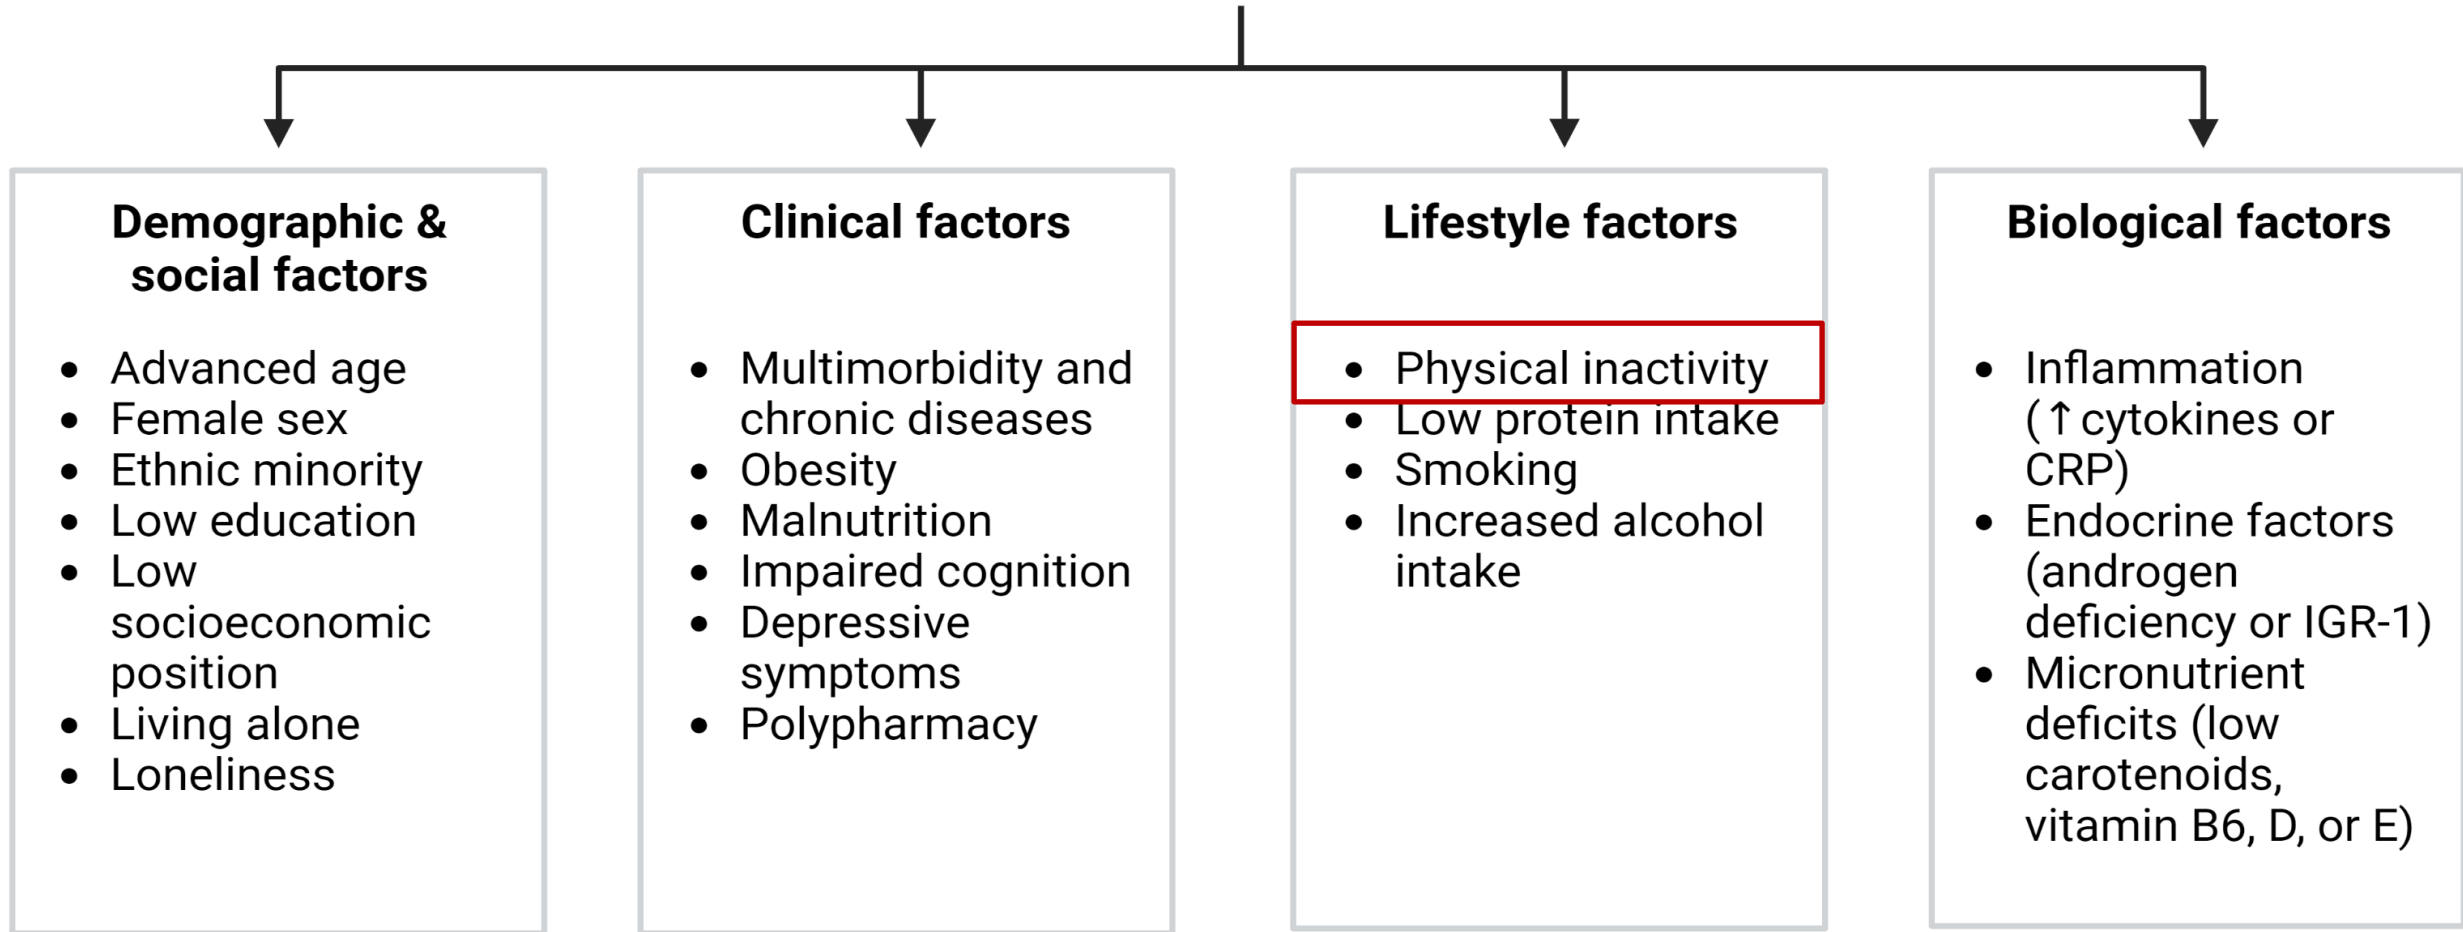 Demographic &
social factors
• Advanced age
• Female sex
• Ethnic minority
• Low education
• Low
socioeconomic
position
• Living alone
• Loneliness
Clinical factors
• Multimorbidity and
chronic diseases
• Obesity
• Malnutrition
• Impaired cognition
• Depressive
symptoms
• Polypharmacy
Lifestyle factors
• Physical inactivity
• Low protein intake
• Smoking
• Increased alcohol
intake
Biological factors
• Inflammation
(↑cytokines or
CRP)
• Endocrine factors
(androgen
deficiency or IGR-1)
• Micronutrient
deficits (low
carotenoids,
vitamin B6, D, or E)